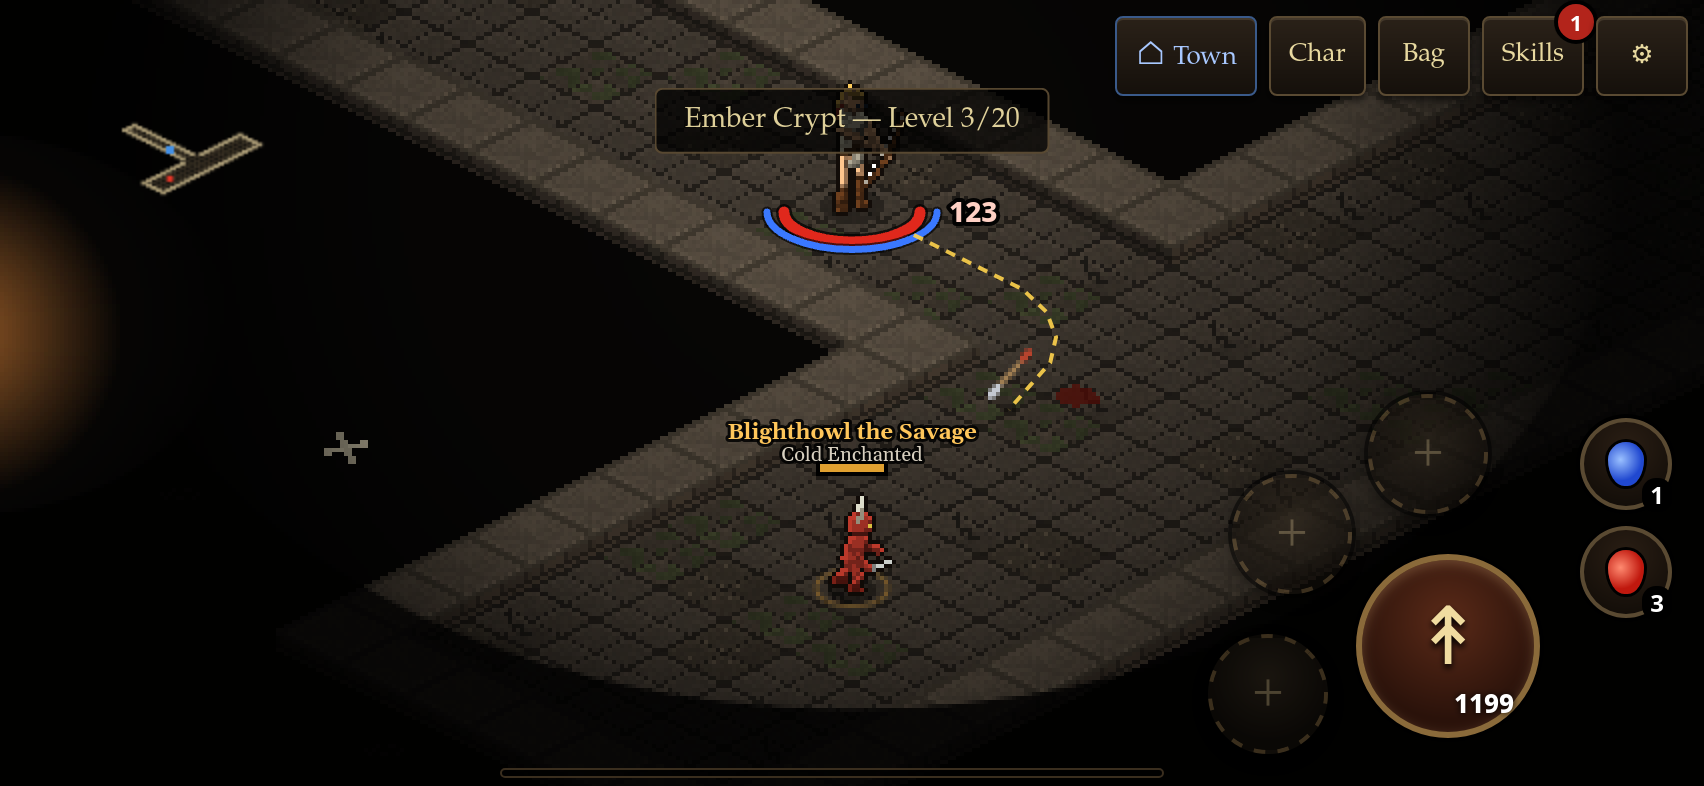 Town
Char
Bag
Skills
1
Ember Crypt — Level 3/20
123
Blighthowl the Savage
Cold Enchanted
1
3
1199